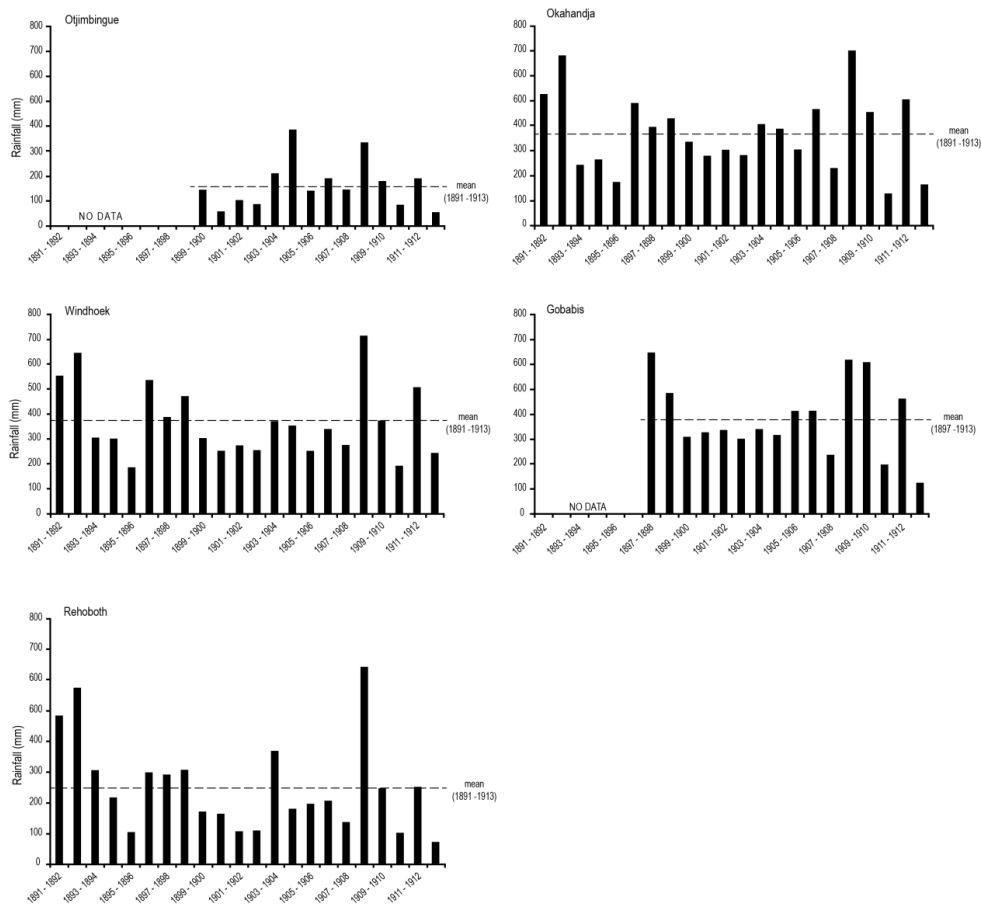 Otjimbingue
Rainfall (mm)
800
700
600
500
400
300
200
100
0
NO DATA
mean
(1891 -1913)
1891 - 1892
1893 - 1894
1895 - 1896
1897 - 1898
1899 - 1900
1901 - 1902
1903 - 1904
1905 - 1906
1907 - 1908
1909 - 1910
1911 - 1912
Okahandja
800
700
600
500
400
300
200
100
0
mean
(1891 -1913)
1891 - 1892
1893 - 1894
1895 - 1896
1897 - 1898
1899 - 1900
1901 - 1902
1903 - 1904
1905 - 1906
1907 - 1908
1909 - 1910
1911 - 1912
Windhoek
Rainfall (mm)
800
700
600
500
400
300
200
100
0
mean
(1891 -1913)
1891 - 1892
1893 - 1894
1895 - 1896
1897 - 1898
1899 - 1900
1901 - 1902
1903 - 1904
1905 - 1906
1907 - 1908
1909 - 1910
1911 - 1912
Gobabis
800
700
600
500
400
300
200
100
0
NO DATA
mean
(1897 -1913)
1891 - 1892
1893 - 1894
1895 - 1896
1897 - 1898
1899 - 1900
1901 - 1902
1903 - 1904
1905 - 1906
1907 - 1908
1909 - 1910
1911 - 1912
Rehoboth
Rainfall (mm)
800
700
600
500
400
300
200
100
0
mean
(1891 -1913)
1891 - 1892
1893 - 1894
1895 - 1896
1897 - 1898
1899 - 1900
1901 - 1902
1903 - 1904
1905 - 1906
1907 - 1908
1909 - 1910
1911 - 1912